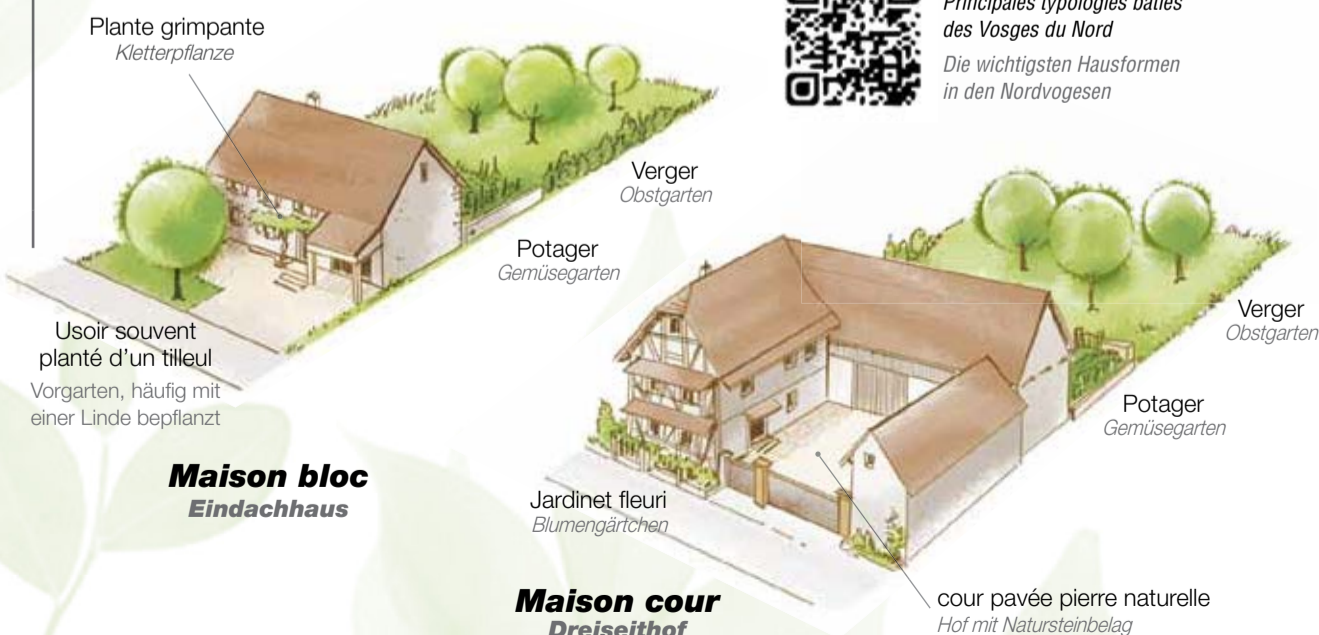 Principales typologies bâties
des Vosges du Nord
Die wichtigsten Hausformen
in den Nordvogesen
Plante grimpante
Kletterpflanze
Verger
Obstgarten
Potager
Gemüsegarten
Usoir souvent
planté d'un tilleul
Vorgarten, häufig mit
einer Linde bepflanzt
Maison bloc
Eindachhaus
Verger
Obstgarten
Potager
Gemüsegarten
Jardinet fleuri
Blumengärtchen
cour pavée pierre naturelle
Hof mit Natursteinbelag
Maison cour
Dreiseithof